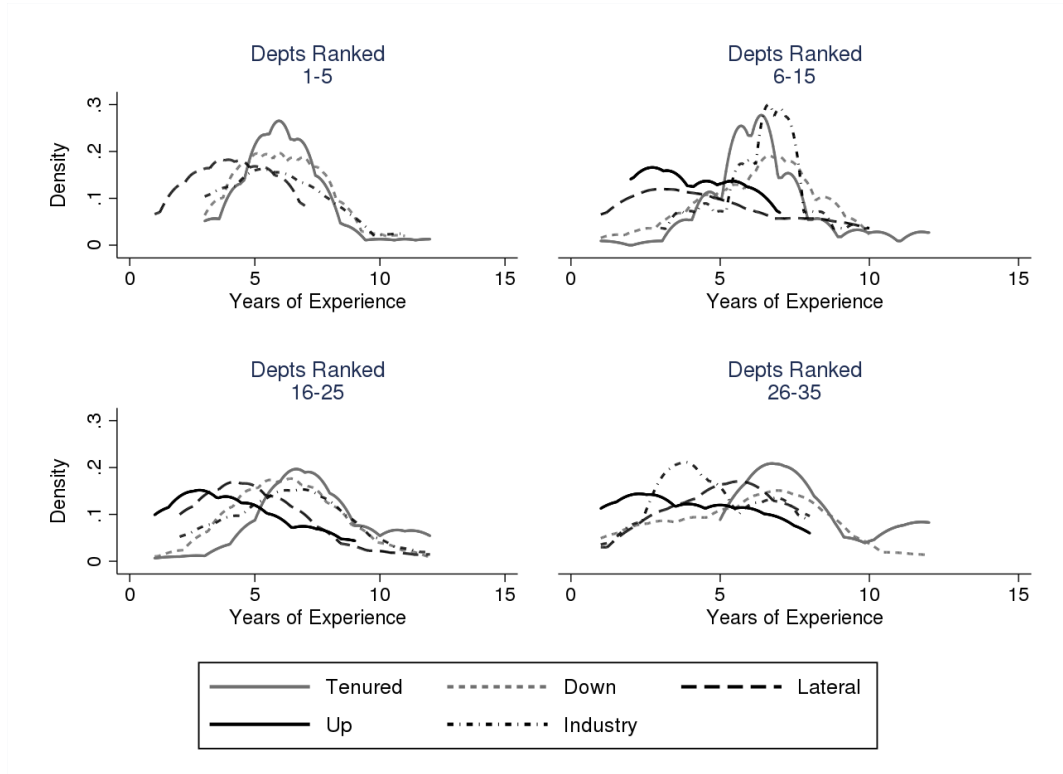 Depts Ranked
1-5
Depts Ranked
6-15
Density
.3
.2
.1
0
0 5 10 15
Years of Experience
0 5 10 15
Years of Experience
Depts Ranked
16-25
Depts Ranked
26-35
Density
.3
.2
.1
0
0 5 10 15
Years of Experience
0 5 10 15
Years of Experience
Tenured Down Lateral
Up Industry